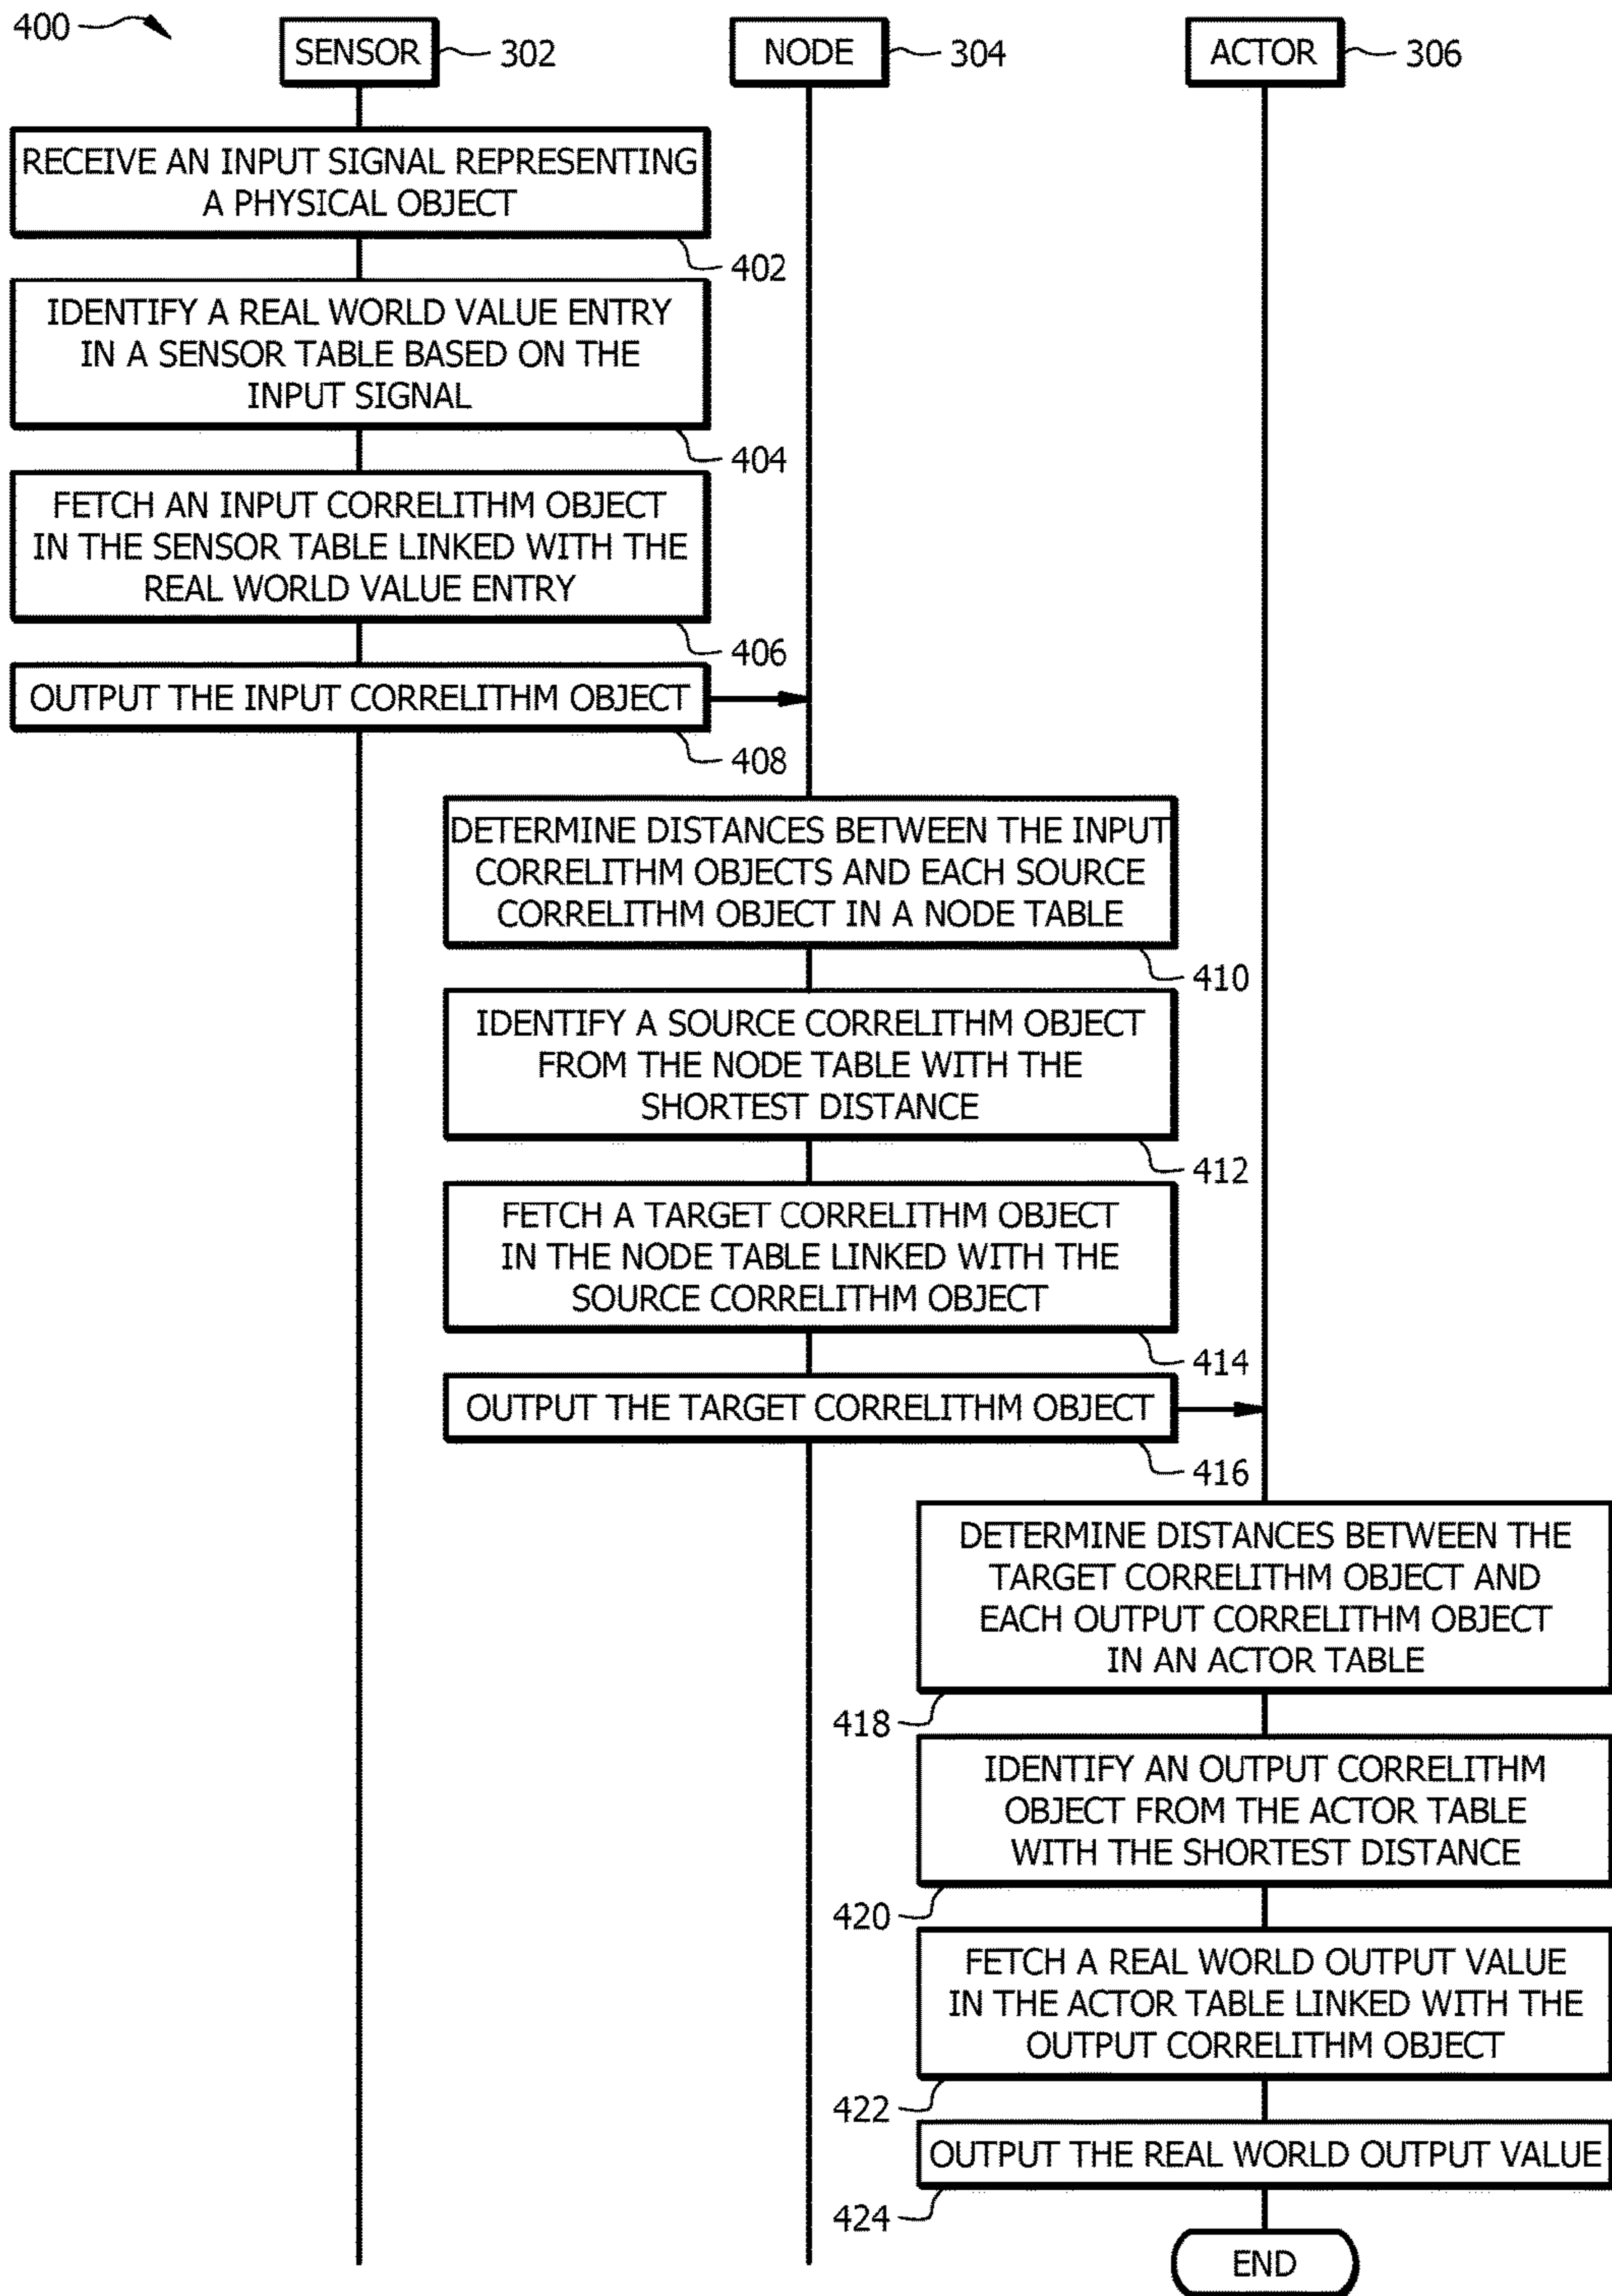 400
SENSOR 302
NODE 304
ACTOR 306
RECEIVE AN INPUT SIGNAL REPRESENTING
A PHYSICAL OBJECT
402
IDENTIFY A REAL WORLD VALUE ENTRY
IN A SENSOR TABLE BASED ON THE
INPUT SIGNAL
404
FETCH AN INPUT CORRELITHM OBJECT
IN THE SENSOR TABLE LINKED WITH THE
REAL WORLD VALUE ENTRY
406
OUTPUT THE INPUT CORRELITHM OBJECT
408
DETERMINE DISTANCES BETWEEN THE INPUT
CORRELITHM OBJECTS AND EACH SOURCE
CORRELITHM OBJECT IN A NODE TABLE
410
IDENTIFY A SOURCE CORRELITHM OBJECT
FROM THE NODE TABLE WITH THE
SHORTEST DISTANCE
412
FETCH A TARGET CORRELITHM OBJECT
IN THE NODE TABLE LINKED WITH THE
SOURCE CORRELITHM OBJECT
414
OUTPUT THE TARGET CORRELITHM OBJECT
416
DETERMINE DISTANCES BETWEEN THE
TARGET CORRELITHM OBJECT AND
EACH OUTPUT CORRELITHM OBJECT
IN AN ACTOR TABLE
418
IDENTIFY AN OUTPUT CORRELITHM
OBJECT FROM THE ACTOR TABLE
WITH THE SHORTEST DISTANCE
420
FETCH A REAL WORLD OUTPUT VALUE
IN THE ACTOR TABLE LINKED WITH THE
OUTPUT CORRELITHM OBJECT
422
OUTPUT THE REAL WORLD OUTPUT VALUE
424
END